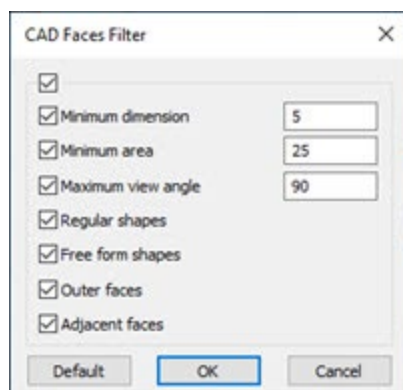 CAD Faces Filter
Minimum dimension 5
Minimum area 25
Maximum view angle 90
Regular shapes
Free form shapes
Outer faces
Adjacent faces
Default OK Cancel